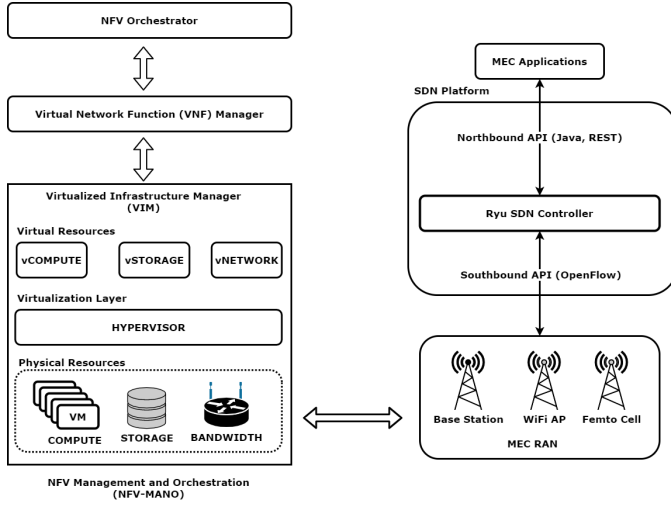 NFV Orchestrator
Virtual Network Function (VNF) Manager
Virtualized Infrastructure Manager
(VIM)
Virtual Resources
vCOMPUTE
vSTORAGE
vNETWORK
Virtualization Layer
HYPERVISOR
Physical Resources
VM
COMPUTE
STORAGE
BANDWIDTH
NFV Management and Orchestration
(NFV-MANO)
MEC Applications
SDN Platform
Northbound API (Java, REST)
Ryu SDN Controller
Southbound API (OpenFlow)
Base Station
WiFi AP
Femto Cell
MEC RAN